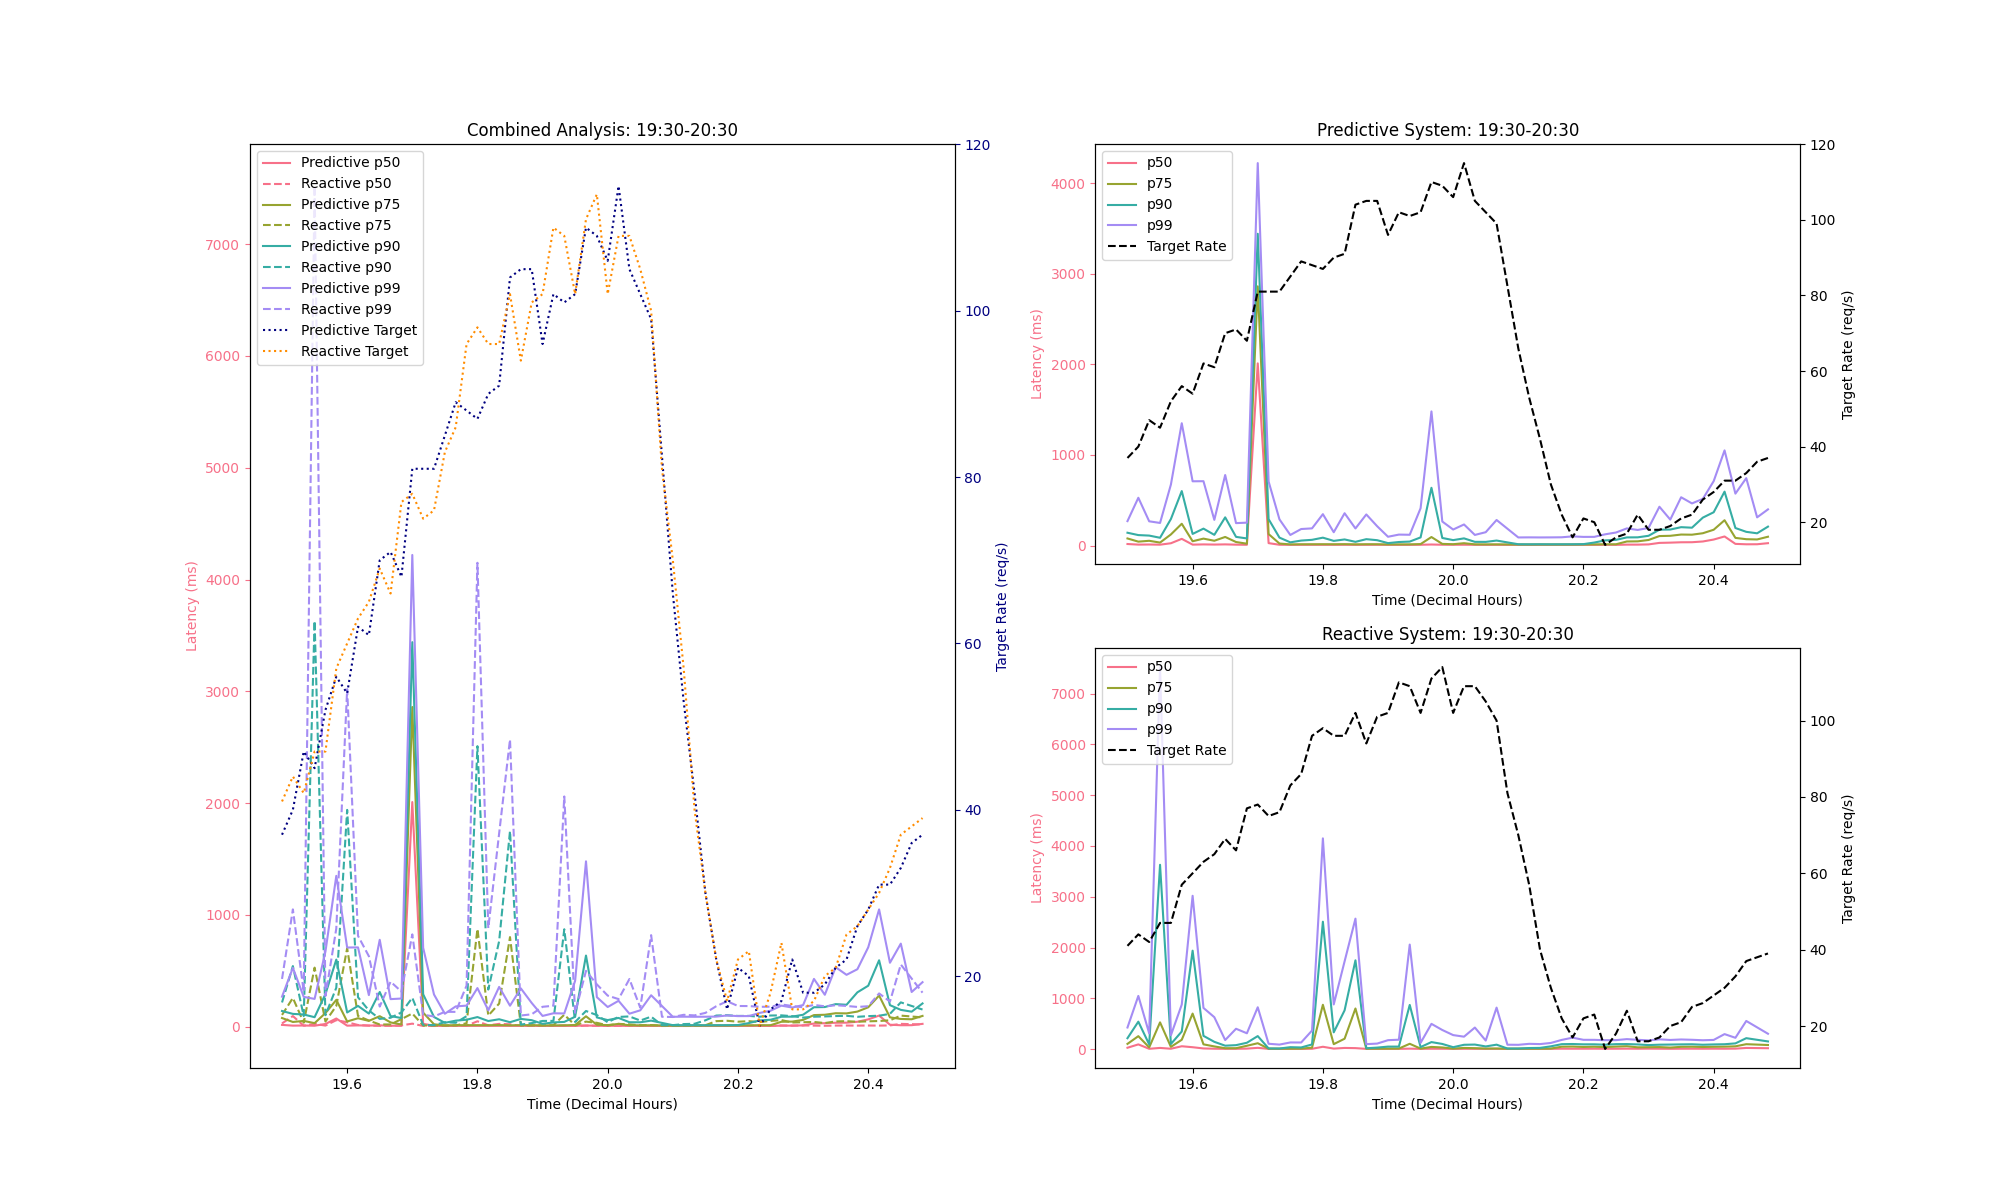 Combined Analysis: 19:30-20:30
Predictive p50
Reactive p50
Predictive p75
Reactive p75
Predictive p90
Reactive p90
Predictive p99
Reactive p99
Predictive Target
Reactive Target
7000
6000
5000
4000
3000
2000
1000
0
Latency (ms)
120
100
80
60
40
20
Target Rate (req/s)
19.6 19.8 20.0 20.2 20.4
Time (Decimal Hours)
Predictive System: 19:30-20:30
p50
p75
p90
p99
Target Rate
4000
3000
2000
1000
0
Latency (ms)
120
100
80
60
40
20
Target Rate (req/s)
19.6 19.8 20.0 20.2 20.4
Time (Decimal Hours)
Reactive System: 19:30-20:30
p50
p75
p90
p99
Target Rate
7000
6000
5000
4000
3000
2000
1000
0
Latency (ms)
100
80
60
40
20
Target Rate (req/s)
19.6 19.8 20.0 20.2 20.4
Time (Decimal Hours)